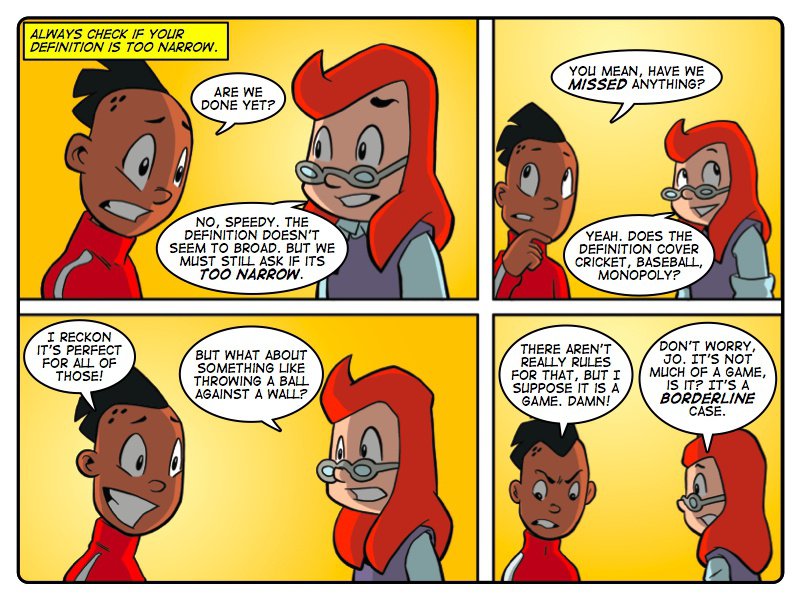 ALWAYS CHECK IF YOUR
DEFINITION IS TOO NARROW.
ARE WE
DONE YET?
NO, SPEEDY. THE
DEFINITION DOESN'T
SEEM TO BROAD. BUT WE
MUST STILL ASK IF ITS
TOO NARROW.
YOU MEAN, HAVE WE
MISSED ANYTHING?
YEAH. DOES THE
DEFINITION COVER
CRICKET, BASEBALL,
MONOPOLY?
I RECKON
IT'S PERFECT
FOR ALL OF
THOSE!
BUT WHAT ABOUT
SOMETHING LIKE
THROWING A BALL
AGAINST A WALL?
THERE AREN'T
REALLY RULES
FOR THAT, BUT I
SUPPOSE IT IS A
GAME. DAMN!
DON'T WORRY,
JO. IT'S NOT
MUCH OF A GAME,
IS IT? IT'S A
BORDERLINE
CASE.